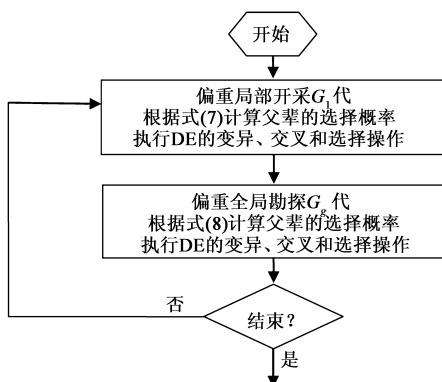 开始
偏重局部开采G₁代
根据式(7)计算父辈的选择概率
执行DE的变异、交叉和选择操作
偏重全局勘探Gg代
根据式(8)计算父辈的选择概率
执行DE的变异、交叉和选择操作
否
结束？
是